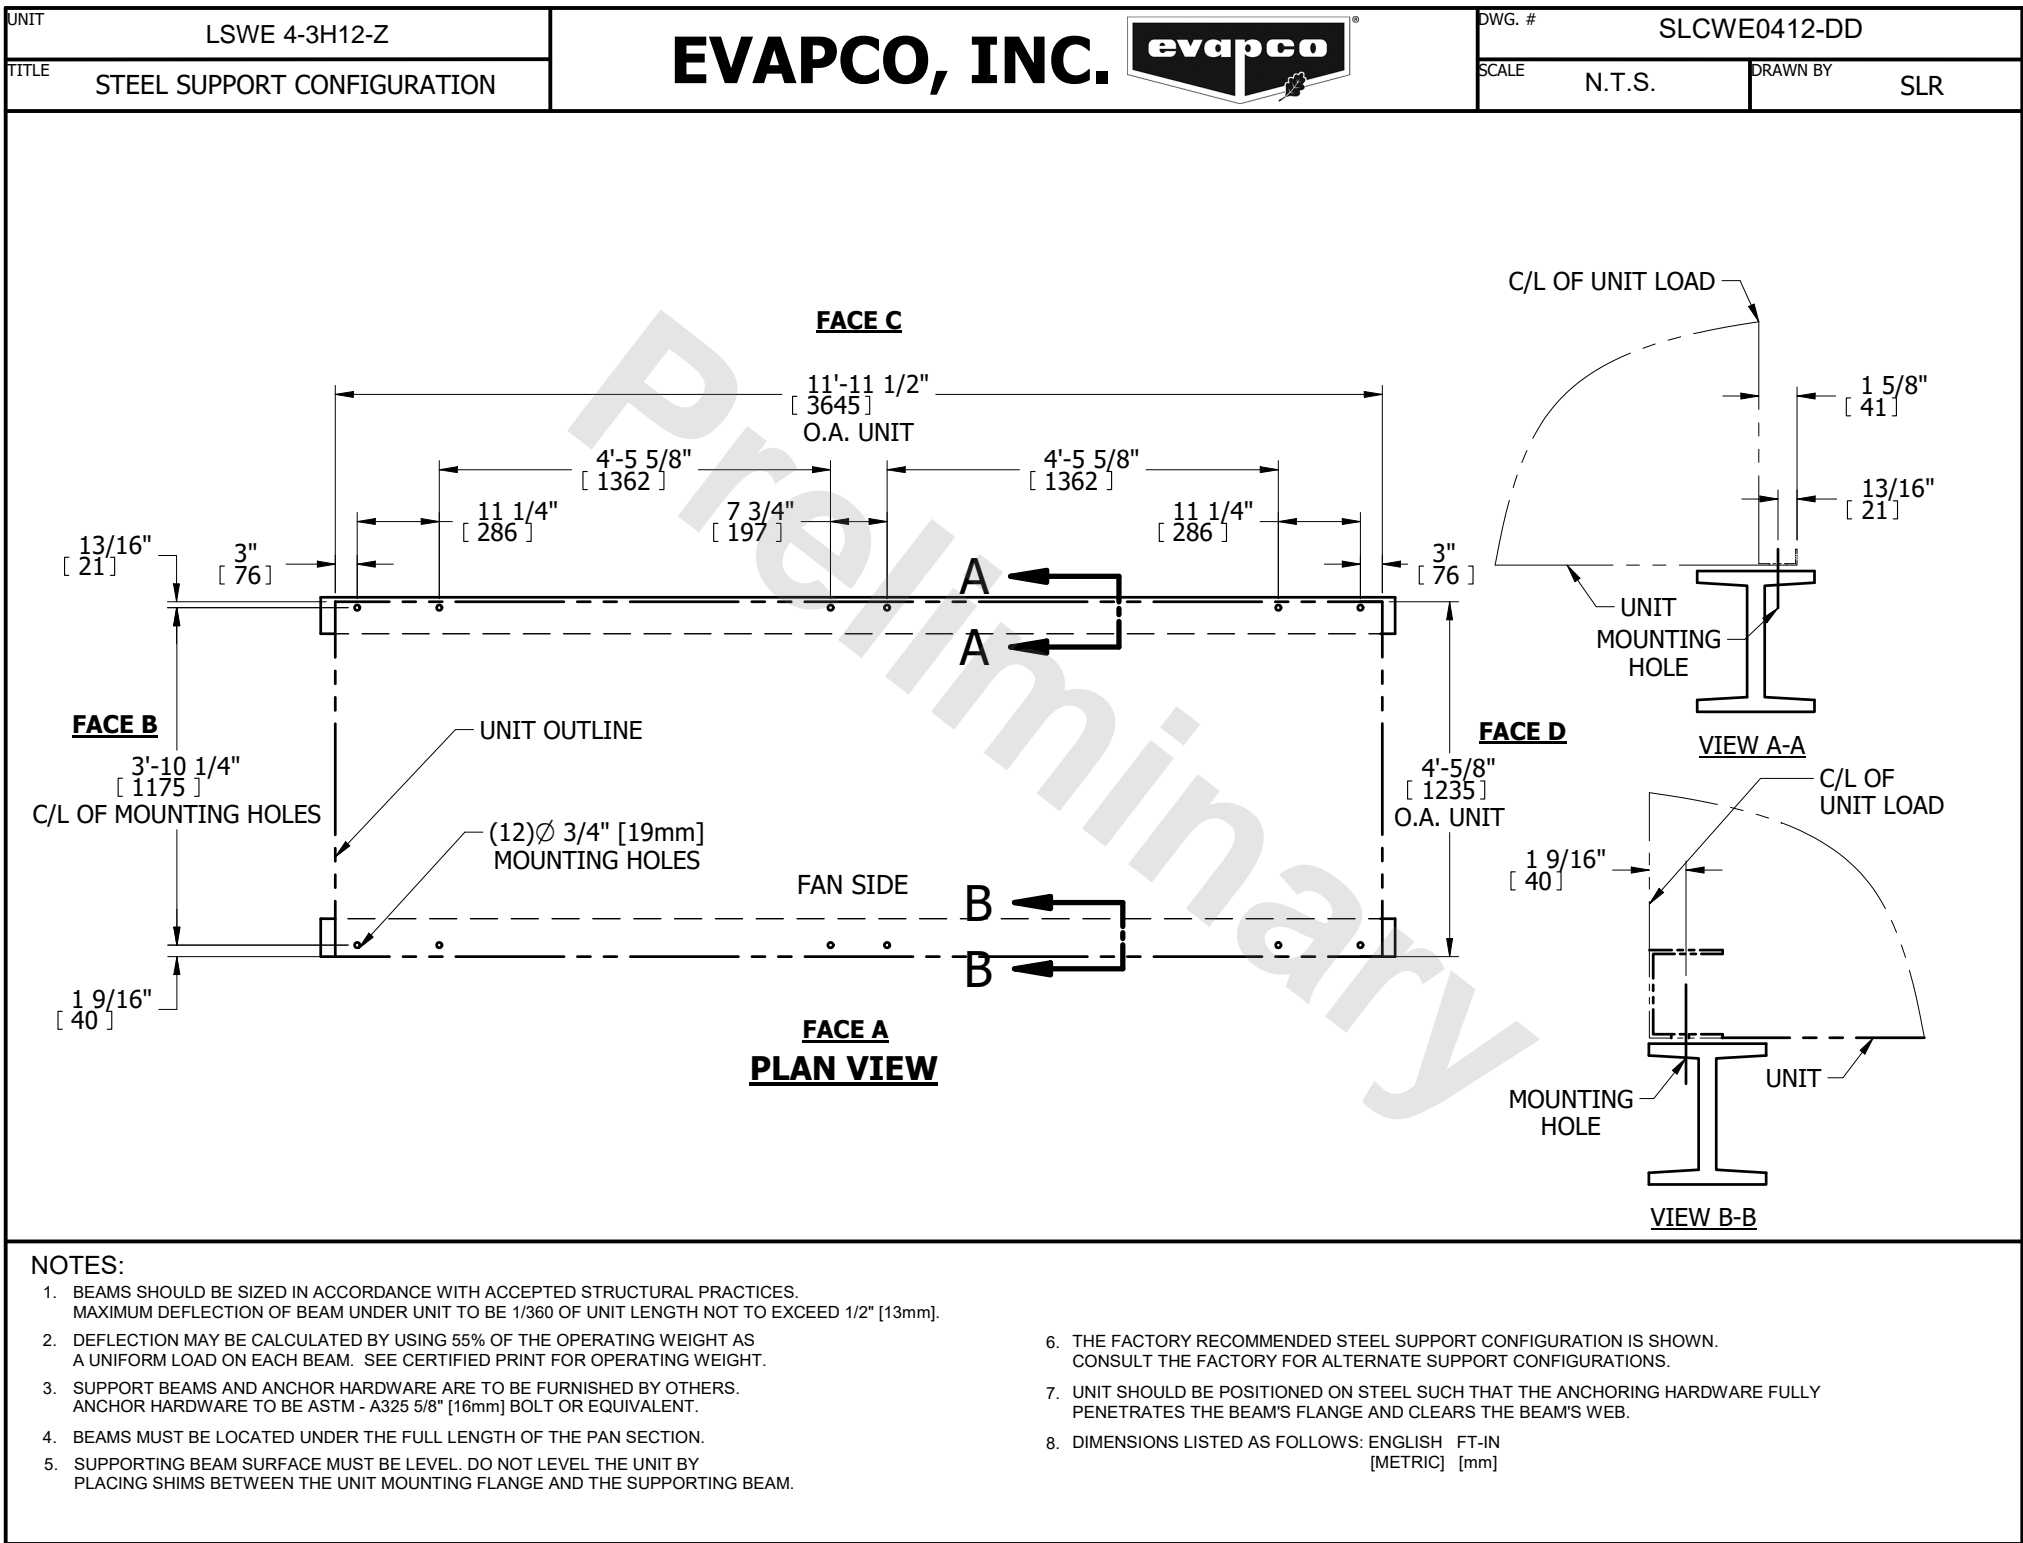 UNIT
LSWE 4-3H12-Z
TITLE
STEEL SUPPORT CONFIGURATION
EVAPCO, INC.
evapco
®
DWG. #
SLCWE0412-DD
SCALE
N.T.S.
DRAWN BY
SLR
Preliminary
FACE C
11'-11 1/2"
[ 3645]
O.A. UNIT
4'-5 5/8"
[ 1362 ]
4'-5 5/8"
[ 1362 ]
11 1/4"
[ 286 ]
7 3/4"
[ 197 ]
11 1/4"
[ 286 ]
13/16"
[ 21]
3"
[ 76]
3"
[ 76 ]
A
A
FACE B
3'-10 1/4"
[ 1175 ]
C/L OF MOUNTING HOLES
UNIT OUTLINE
(12)Ø 3/4" [19mm]
MOUNTING HOLES
FAN SIDE
B
B
FACE D
4'-5/8"
[ 1235]
O.A. UNIT
1 9/16"
[ 40 ]
FACE A
PLAN VIEW
C/L OF UNIT LOAD
1 5/8"
[ 41]
13/16"
[ 21]
UNIT
MOUNTING
HOLE
VIEW A-A
C/L OF
UNIT LOAD
1 9/16"
[ 40]
UNIT
MOUNTING
HOLE
VIEW B-B
NOTES:
1. BEAMS SHOULD BE SIZED IN ACCORDANCE WITH ACCEPTED STRUCTURAL PRACTICES.
MAXIMUM DEFLECTION OF BEAM UNDER UNIT TO BE 1/360 OF UNIT LENGTH NOT TO EXCEED 1/2" [13mm].
2. DEFLECTION MAY BE CALCULATED BY USING 55% OF THE OPERATING WEIGHT AS
A UNIFORM LOAD ON EACH BEAM. SEE CERTIFIED PRINT FOR OPERATING WEIGHT.
3. SUPPORT BEAMS AND ANCHOR HARDWARE ARE TO BE FURNISHED BY OTHERS.
ANCHOR HARDWARE TO BE ASTM - A325 5/8" [16mm] BOLT OR EQUIVALENT.
4. BEAMS MUST BE LOCATED UNDER THE FULL LENGTH OF THE PAN SECTION.
5. SUPPORTING BEAM SURFACE MUST BE LEVEL. DO NOT LEVEL THE UNIT BY
PLACING SHIMS BETWEEN THE UNIT MOUNTING FLANGE AND THE SUPPORTING BEAM.
6. THE FACTORY RECOMMENDED STEEL SUPPORT CONFIGURATION IS SHOWN.
CONSULT THE FACTORY FOR ALTERNATE SUPPORT CONFIGURATIONS.
7. UNIT SHOULD BE POSITIONED ON STEEL SUCH THAT THE ANCHORING HARDWARE FULLY
PENETRATES THE BEAM'S FLANGE AND CLEARS THE BEAM'S WEB.
8. DIMENSIONS LISTED AS FOLLOWS: ENGLISH FT-IN
[METRIC] [mm]